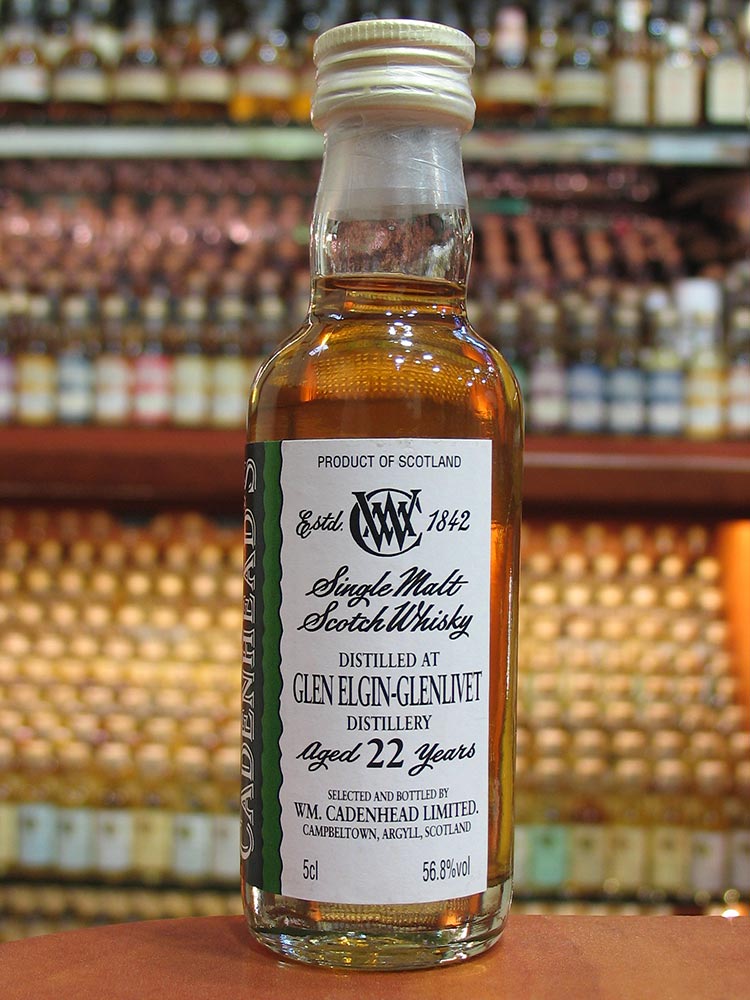 PRODUCT OF SCOTLAND
Estd. WC 1842
Single Malt
Scotch Whisky
DISTILLED AT
GLEN ELGIN-GLENLIVET
DISTILLERY
Aged 22 Years
SELECTED AND BOTTLED BY
WM. CADENHEAD LIMITED.
CAMPBELTOWN, ARGYLL, SCOTLAND
5cl 56.8%vol
CADENHEAD'S